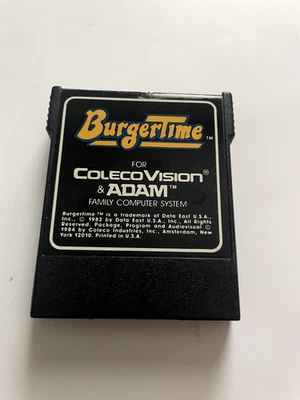 BurgerTime™
FOR
COLECOVISION®
& ADAM™
FAMILY COMPUTER SYSTEM
BurgerTime™ is a trademark of Data East U.S.A.,
Inc., © 1982 by Data East U.S.A., Inc., All Rights
Reserved. Package, Program and Audiovisual ©
1984 by Coleco Industries, Inc., Amsterdam, New
York 12010. Printed in U.S.A.